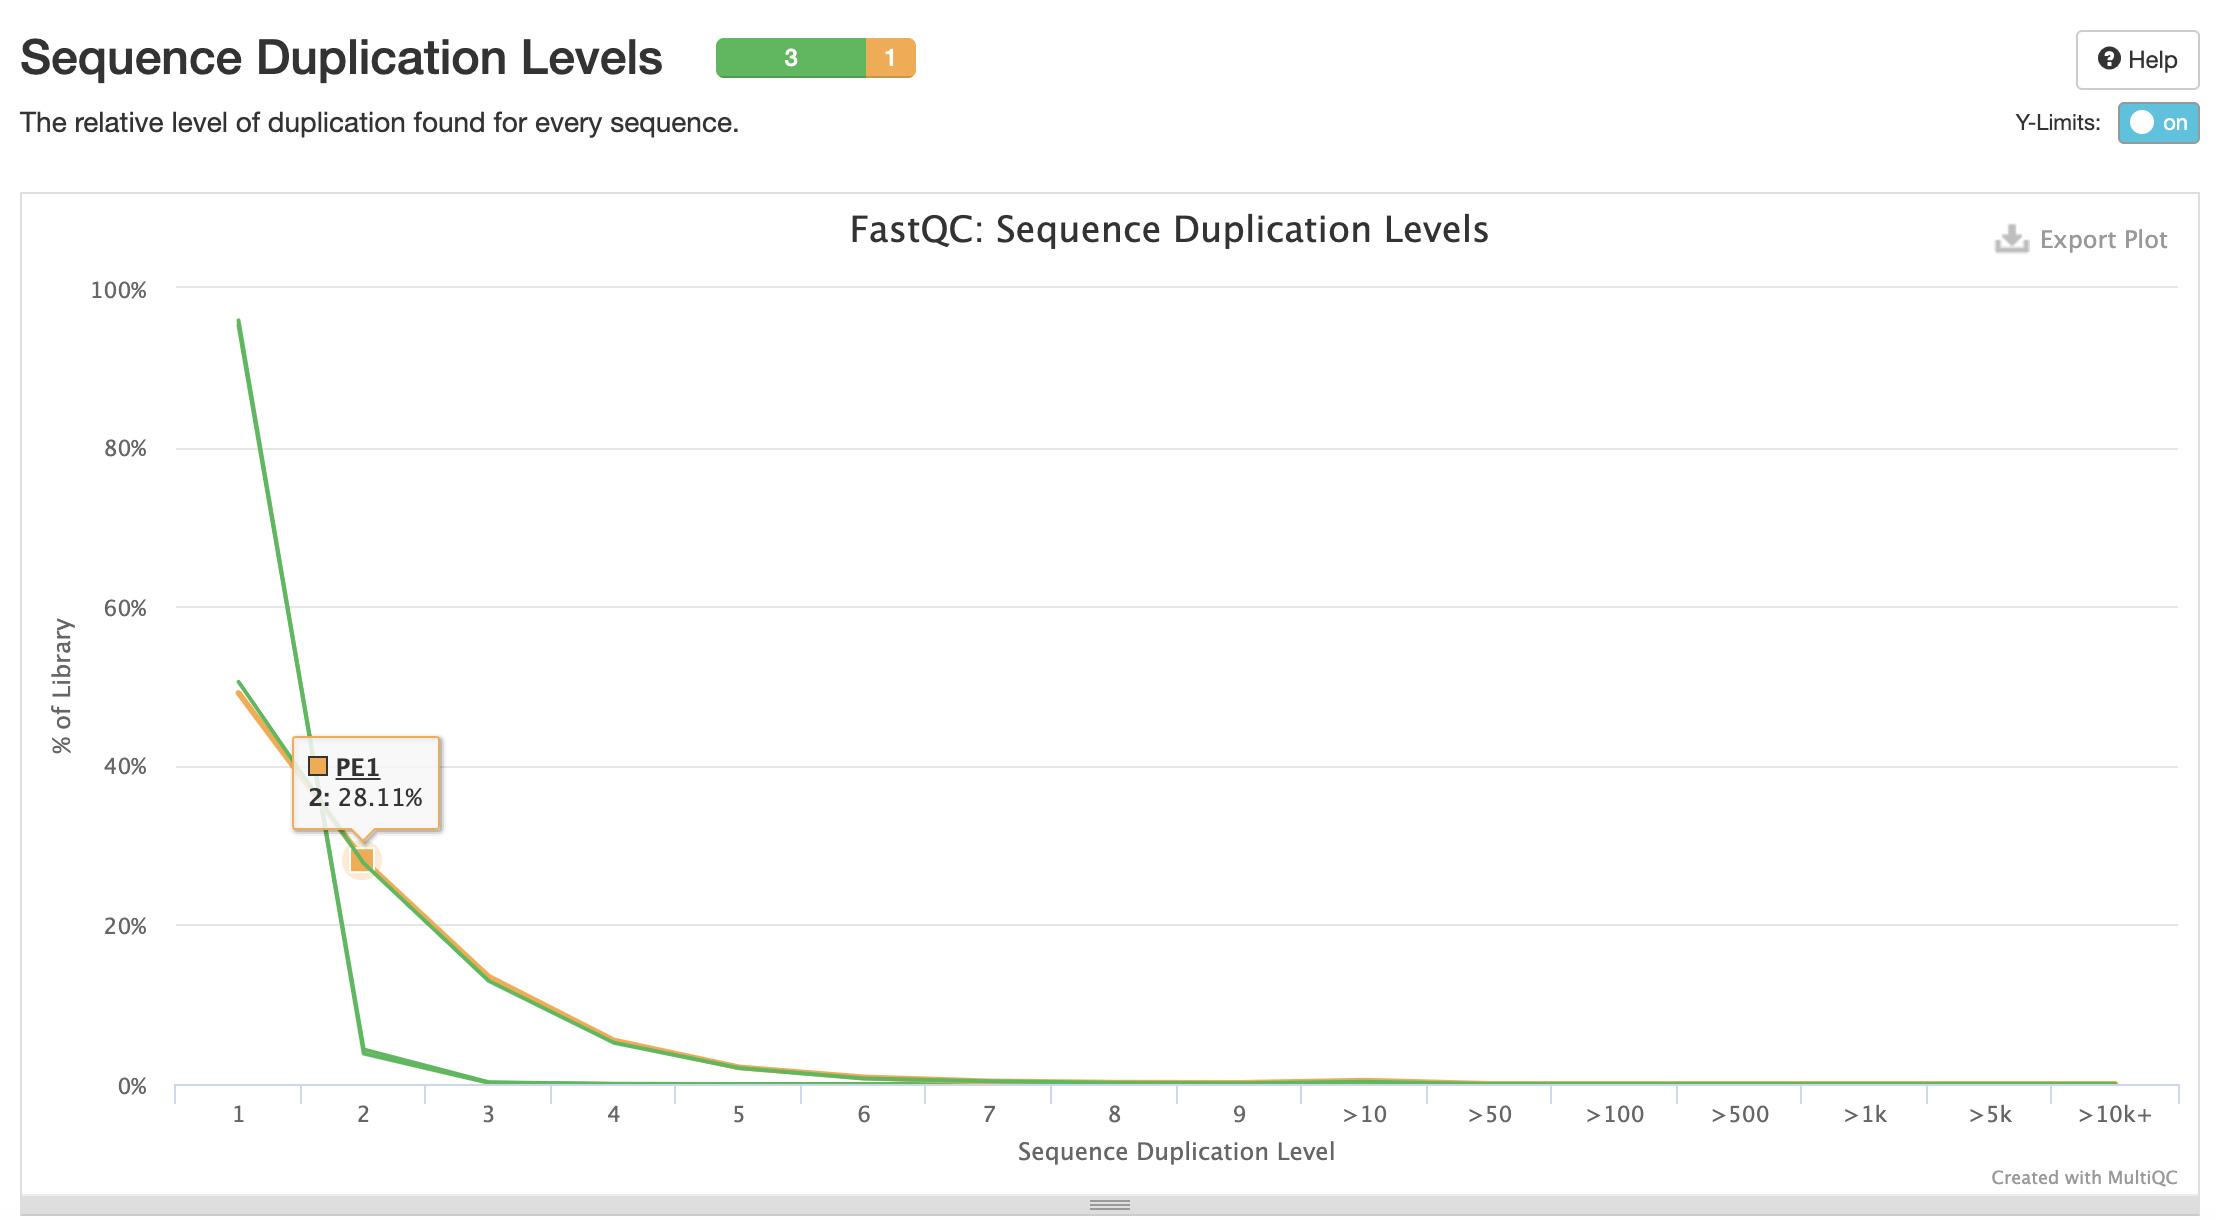 Sequence Duplication Levels 3 1
Help
The relative level of duplication found for every sequence.
Y-Limits: on
FastQC: Sequence Duplication Levels
Export Plot
100%
80%
60%
40%
20%
0%
% of Library
PE1
2: 28.11%
1 2 3 4 5 6 7 8 9 >10 >50 >100 >500 >1k >5k >10k+
Sequence Duplication Level
Created with MultiQC